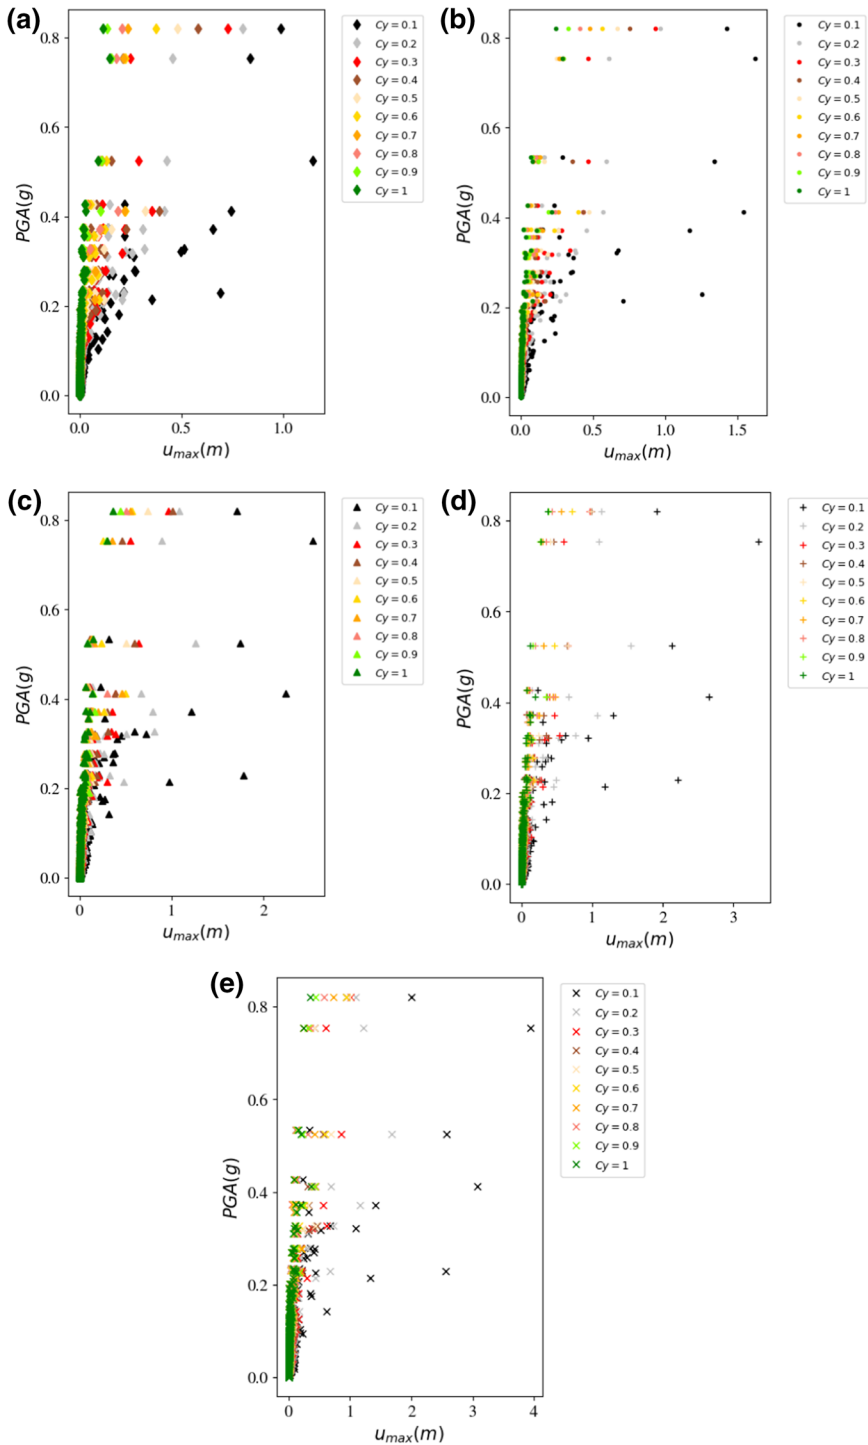 (a)
0.8
0.6
0.4
0.2
0.0
PGA(g)
0.0 0.5 1.0
u_max(m)
Cy = 0.1
Cy = 0.2
Cy = 0.3
Cy = 0.4
Cy = 0.5
Cy = 0.6
Cy = 0.7
Cy = 0.8
Cy = 0.9
Cy = 1
(b)
0.8
0.6
0.4
0.2
0.0
PGA(g)
0.0 0.5 1.0 1.5
u_max(m)
Cy = 0.1
Cy = 0.2
Cy = 0.3
Cy = 0.4
Cy = 0.5
Cy = 0.6
Cy = 0.7
Cy = 0.8
Cy = 0.9
Cy = 1
(c)
0.8
0.6
0.4
0.2
0.0
PGA(g)
0 1 2
u_max(m)
Cy = 0.1
Cy = 0.2
Cy = 0.3
Cy = 0.4
Cy = 0.5
Cy = 0.6
Cy = 0.7
Cy = 0.8
Cy = 0.9
Cy = 1
(d)
0.8
0.6
0.4
0.2
0.0
PGA(g)
0 1 2 3
u_max(m)
Cy = 0.1
Cy = 0.2
Cy = 0.3
Cy = 0.4
Cy = 0.5
Cy = 0.6
Cy = 0.7
Cy = 0.8
Cy = 0.9
Cy = 1
(e)
0.8
0.6
0.4
0.2
0.0
PGA(g)
0 1 2 3 4
u_max(m)
Cy = 0.1
Cy = 0.2
Cy = 0.3
Cy = 0.4
Cy = 0.5
Cy = 0.6
Cy = 0.7
Cy = 0.8
Cy = 0.9
Cy = 1